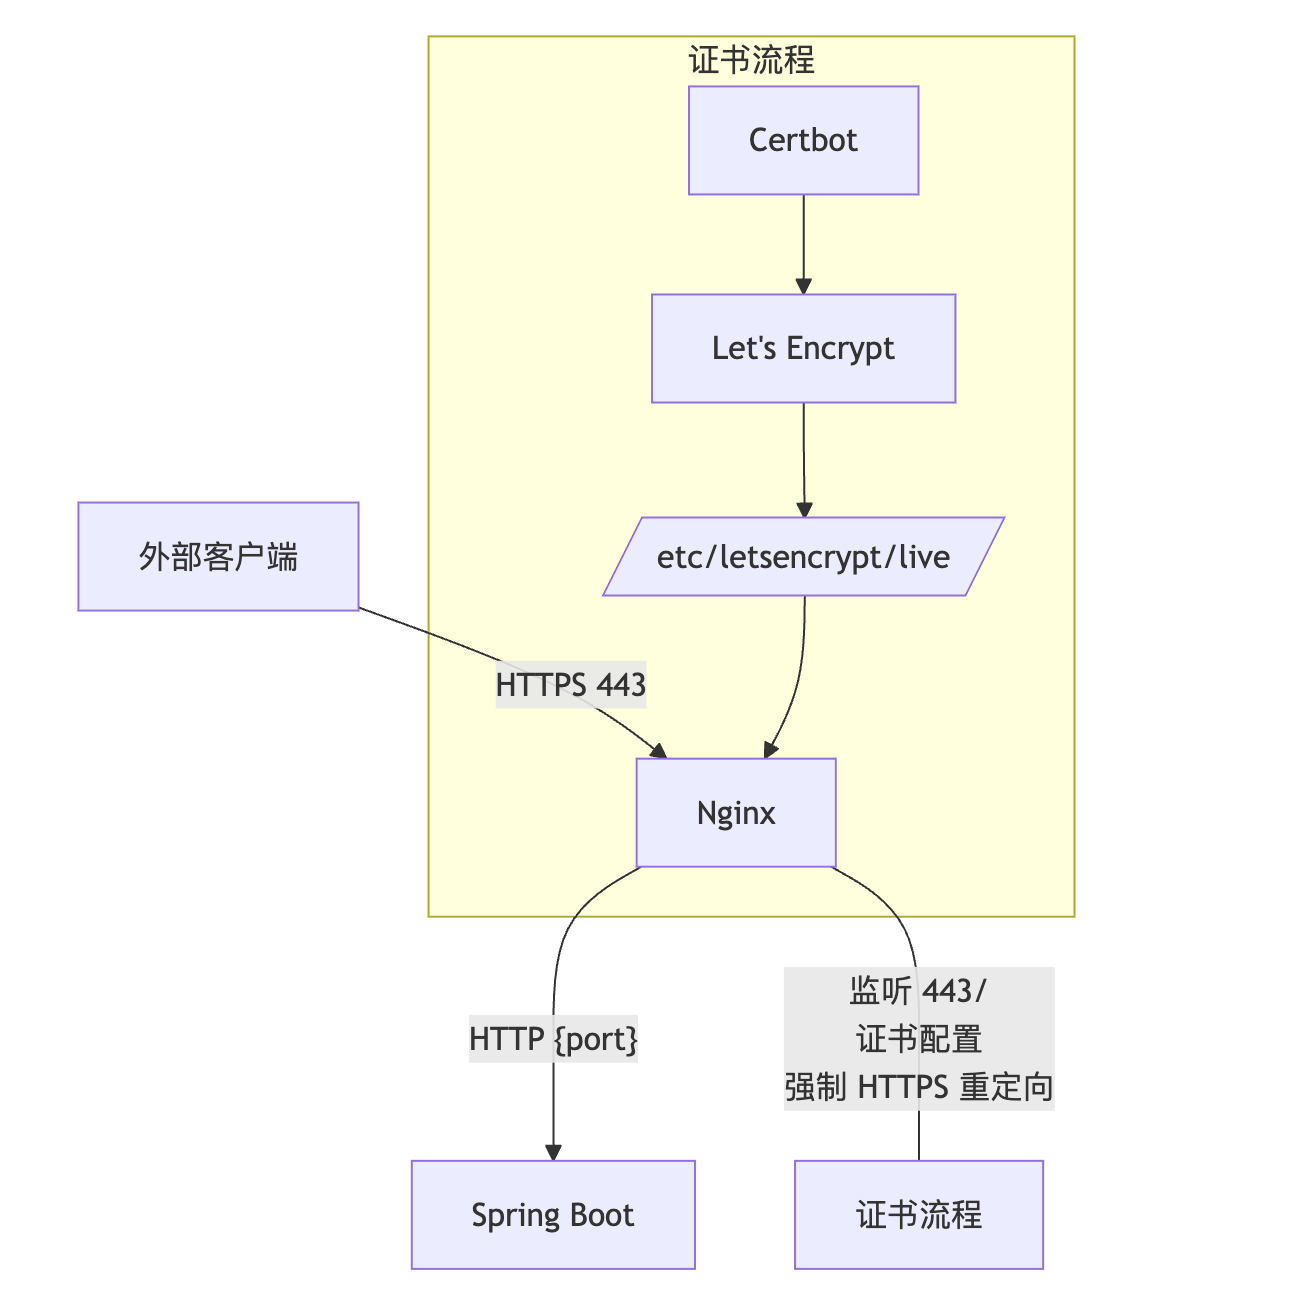 证书流程
Certbot
Let's Encrypt
外部客户端
etc/letsencrypt/live
HTTPS 443
Nginx
HTTP {port}
监听 443/
证书配置
强制 HTTPS 重定向
Spring Boot
证书流程